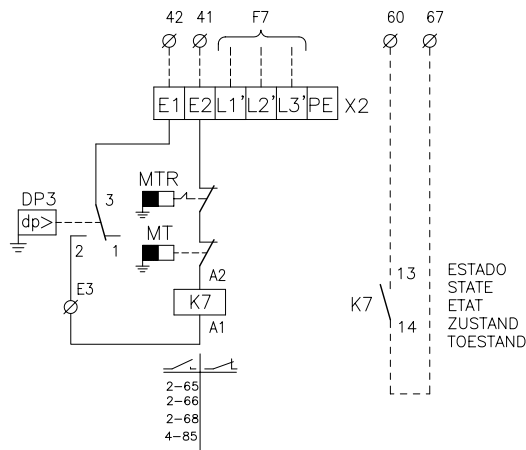 42 41 F7 60 67
E1 E2 L1' L2' L3' PE X2
MTR
3
DP3
dp>
MT
2 1
A2
E3
K7
A1
13
K7
14
ESTADO
STATE
ETAT
ZUSTAND
TOESTAND
2-65
2-66
2-68
4-85